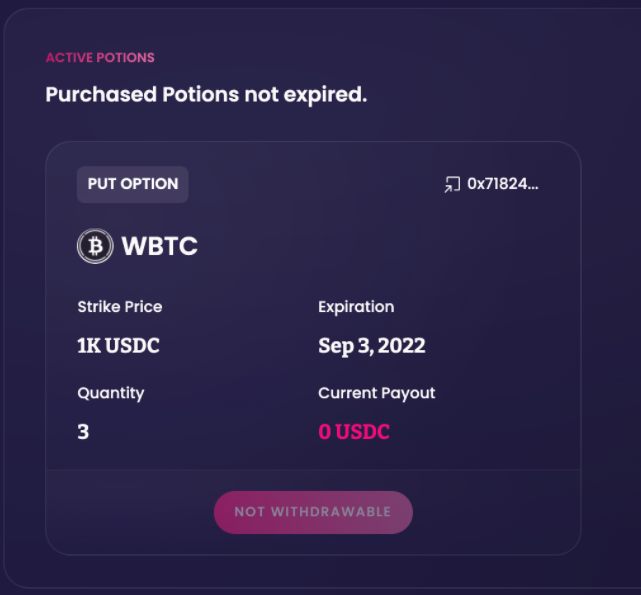 ACTIVE POTIONS
Purchased Potions not expired.
PUT OPTION
0x71824...
WBTC
Strike Price
Expiration
1K USDC
Sep 3, 2022
Quantity
Current Payout
3
0 USDC
NOT WITHDRAWABLE